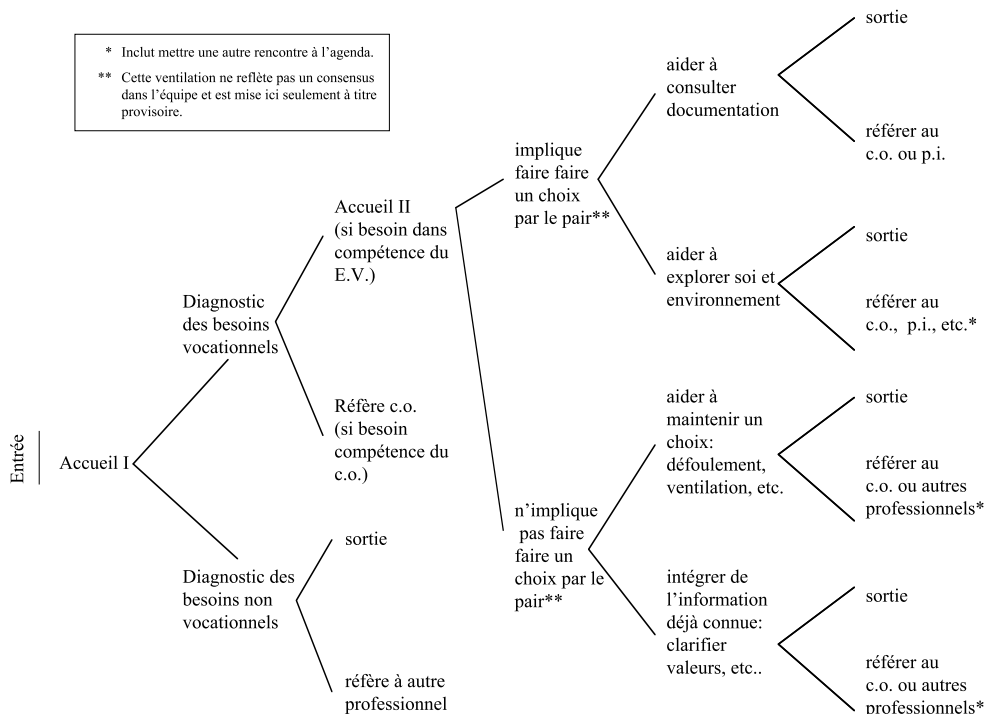 * Inclut mettre une autre rencontre à l’agenda.
** Cette ventilation ne reflète pas un consensus
dans l’équipe et est mise ici seulement à titre
provisoire.
Entrée
Accueil I
Diagnostic
des besoins
vocationnels
Diagnostic des
besoins non
vocationnels
Accueil II
(si besoin dans
compétence du
E.V.)
Réfère c.o.
(si besoin
compétence du
c.o.)
sortie
réfère à autre
professionnel
implique
faire faire
un choix
par le pair**
n’implique
pas faire
faire un
choix par le
pair**
aider à
consulter
documentation
aider à
explorer soi et
environnement
aider à
maintenir un
choix:
défoulement,
ventilation, etc.
intégrer de
l’information
déjà connue:
clarifier
valeurs, etc..
sortie
référer au
c.o. ou p.i.
sortie
référer au
c.o., p.i., etc.*
sortie
référer au
c.o. ou autres
professionnels*
sortie
référer au
c.o. ou autres
professionnels*